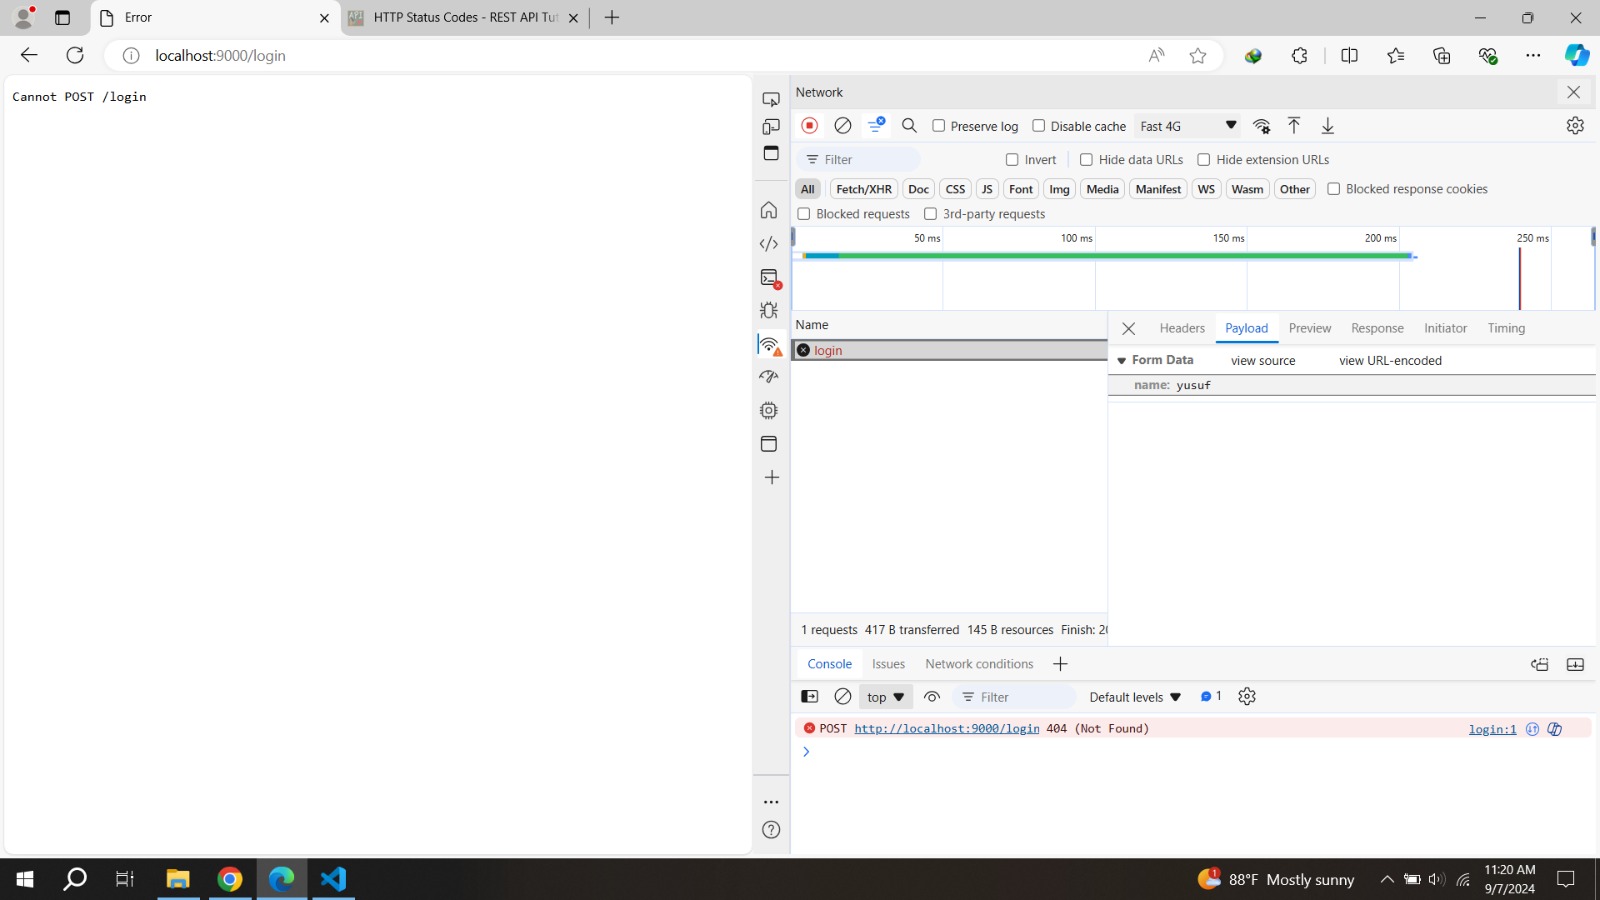 Error
HTTP Status Codes - REST API Tut
localhost:9000/login
Cannot POST /login
Network
Preserve log
Disable cache
Fast 4G
Filter
Invert
Hide data URLs
Hide extension URLs
All
Fetch/XHR
Doc
CSS
JS
Font
Img
Media
Manifest
WS
Wasm
Other
Blocked response cookies
Blocked requests
3rd-party requests
50 ms
100 ms
150 ms
200 ms
250 ms
Name
Headers
Payload
Preview
Response
Initiator
Timing
login
Form Data
view source
view URL-encoded
name: yusuf
1 requests
417 B transferred
145 B resources
Finish: 20
Console
Issues
Network conditions
top
Filter
Default levels
1
POST http://localhost:9000/login 404 (Not Found)
login:1
1
88°F Mostly sunny
11:20 AM
9/7/2024